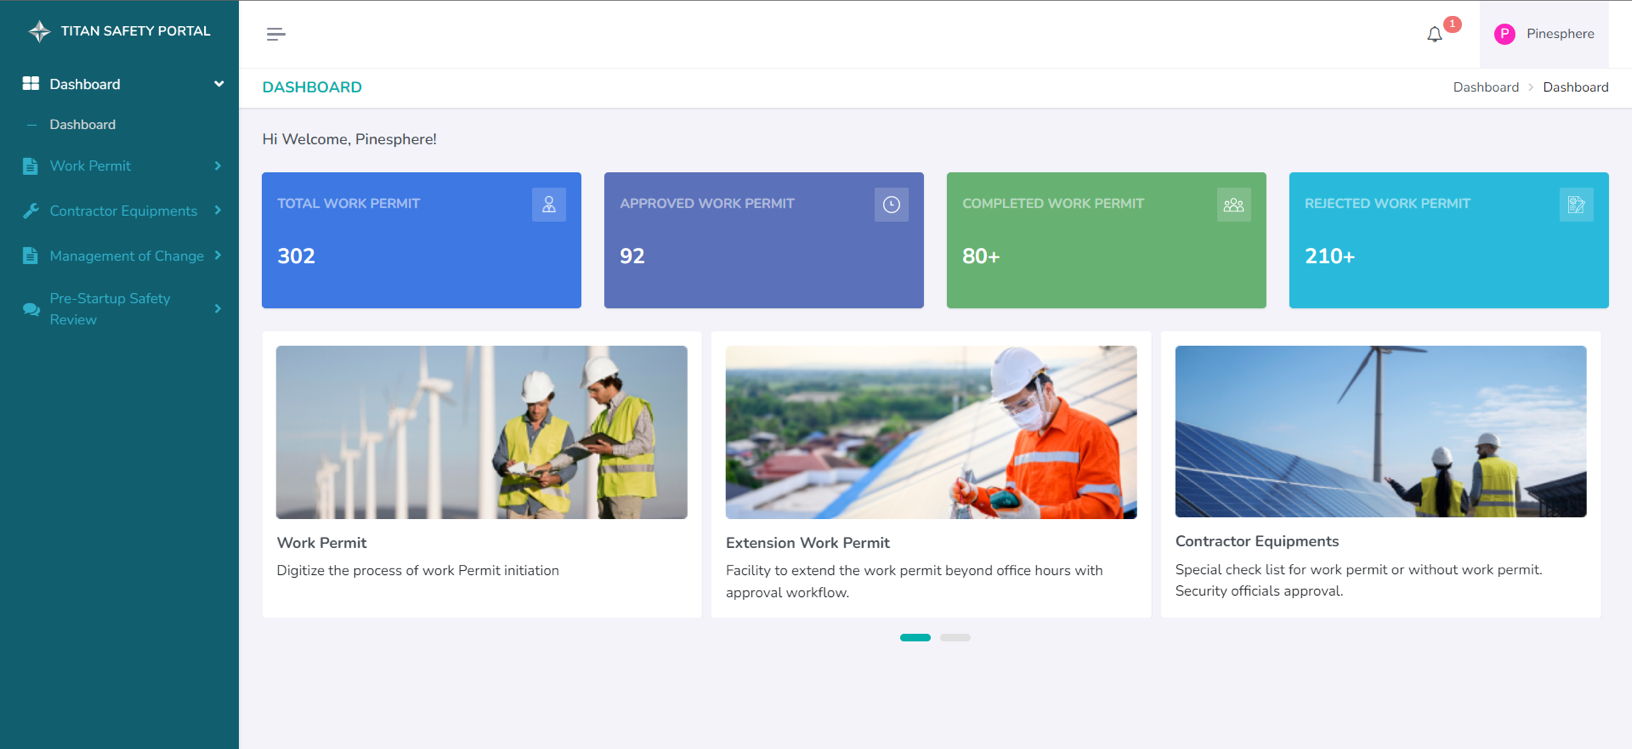 TITAN SAFETY PORTAL
1
P
Pinesphere
Dashboard
Dashboard
Work Permit
Contractor Equipments
Management of Change
Pre-Startup Safety
Review
DASHBOARD
Dashboard > Dashboard
Hi Welcome, Pinesphere!
TOTAL WORK PERMIT
302
APPROVED WORK PERMIT
92
COMPLETED WORK PERMIT
80+
REJECTED WORK PERMIT
210+
Work Permit
Digitize the process of work Permit initiation
Extension Work Permit
Facility to extend the work permit beyond office hours with
approval workflow.
Contractor Equipments
Special check list for work permit or without work permit.
Security officials approval.